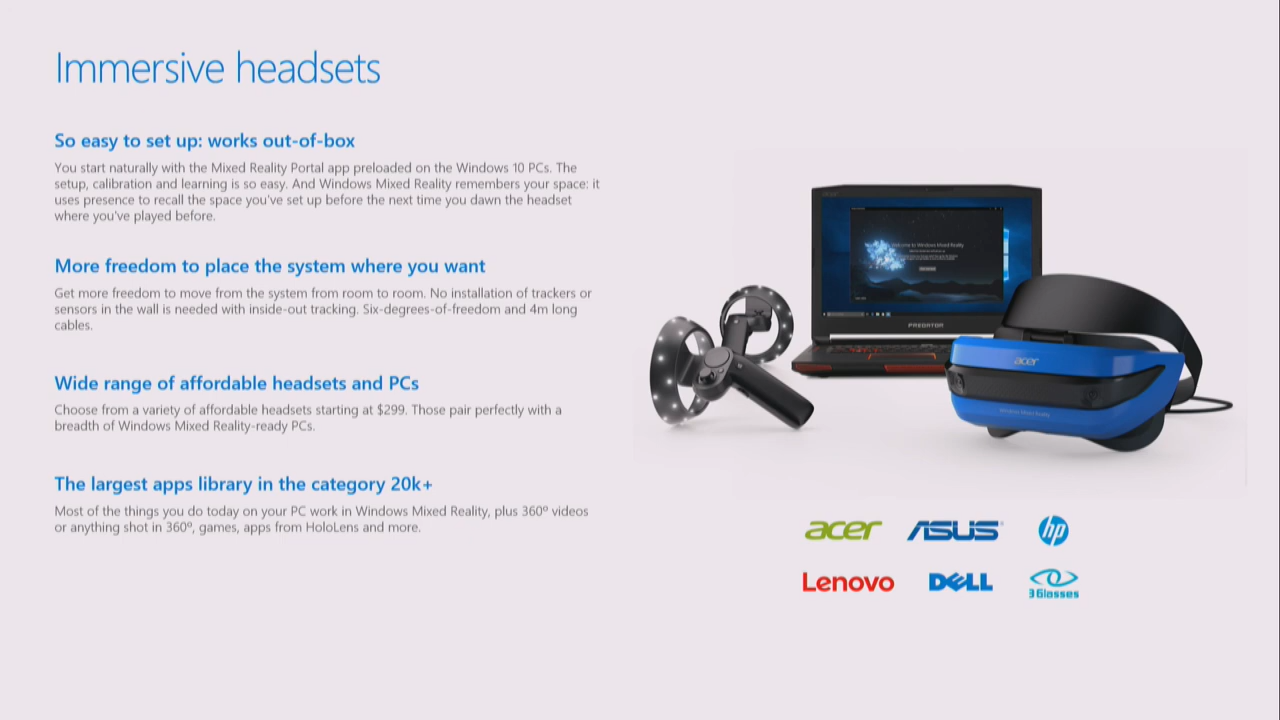 Immersive headsets
So easy to set up: works out-of-box
You start naturally with the Mixed Reality Portal app preloaded on the Windows 10 PCs. The
setup, calibration and learning is so easy. And Windows Mixed Reality remembers your space: it
uses presence to recall the space you've set up before the next time you dawn the headset
where you've played before.
More freedom to place the system where you want
Get more freedom to move from the system from room to room. No installation of trackers or
sensors in the wall is needed with inside-out tracking. Six-degrees-of-freedom and 4m long
cables.
Wide range of affordable headsets and PCs
Choose from a variety of affordable headsets starting at $299. Those pair perfectly with a
breadth of Windows Mixed Reality-ready PCs.
The largest apps library in the category 20k+
Most of the things you do today on your PC work in Windows Mixed Reality, plus 360º videos
or anything shot in 360º, games, apps from HoloLens and more.
acer
Welcome to Windows Mixed Reality
PREDATOR
acer
Windows Mixed Reality
acer ASUS hp
Lenovo DELL 3Glasses